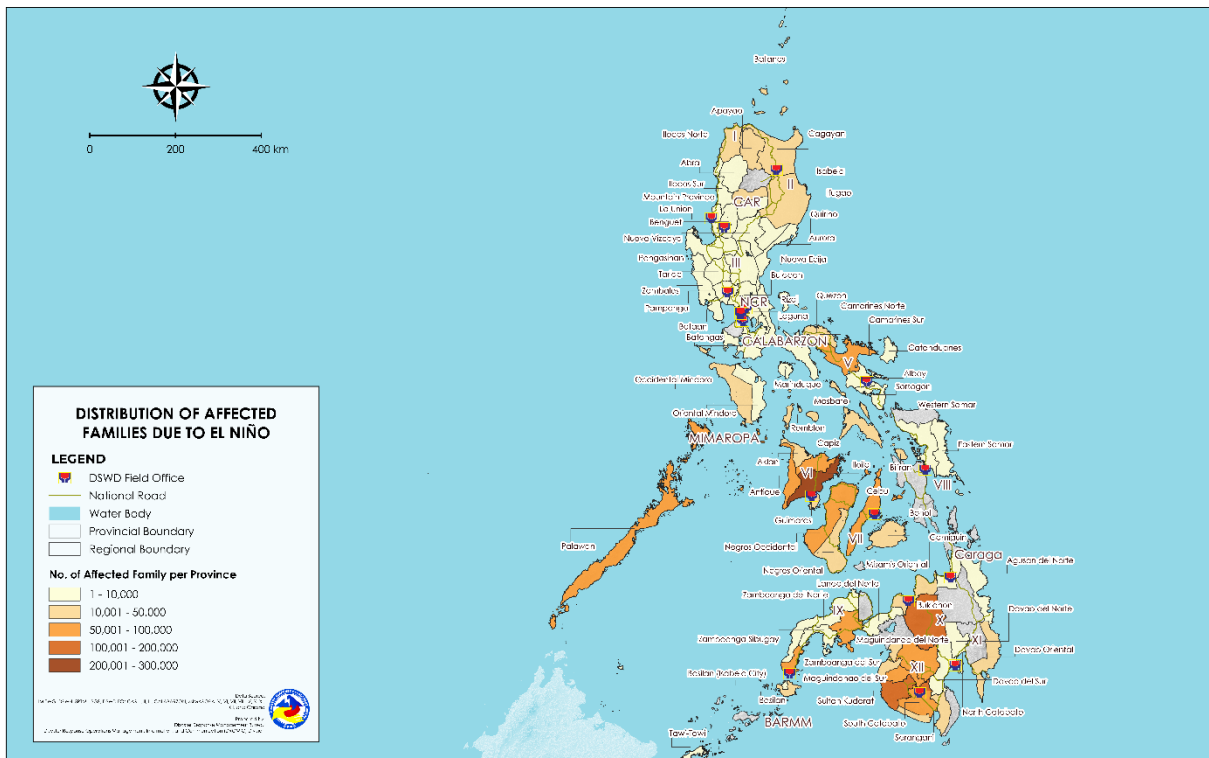 Batanes
Apayao
Ilocos Norte
I
Cagayan
Abra
Isabela
Ilocos Sur
II
Ifugao
Mountain Province
CAR
La Union
Quirino
Benguet
Nueva Vizcaya
Aurora
Pangasinan
III
Nueva Ecija
Tarlac
Bulacan
Zambales
NCR
Rizal
Quezon
Pampanga
Camarines Norte
Laguna
Bataan
Camarines Sur
Batangas
CALABARZON
Catanduanes
V
Albay
Occidental Mindoro
Marinduque
Sorsogon
Masbate
Western Samar
Oriental Mindoro
Romblon
MIMAROPA
Capiz
Eastern Samar
Aklan
VI
Iloilo
Biliran
VIII
Antique
Cebu
Bohol
Guimaras
Palawan
Negros Occidental
VII
Camiguin
Caraga
Misamis Oriental
Agusan del Norte
Negros Oriental
Lanao del Norte
Zamboanga del Norte
IX
Bukidnon
Davao del Norte
X
Zamboanga Sibugay
Maguindanao del Norte
XI
Davao Oriental
Zamboanga del Sur
XII
Basilan (Isabela City)
Maguindanao del Sur
Davao del Sur
Basilan
Sultan Kudarat
North Cotabato
BARMM
South Cotabato
Tawi-Tawi
Sarangani
0 200 400 km
DISTRIBUTION OF AFFECTED
FAMILIES DUE TO EL NIÑO
LEGEND
DSWD Field Office
National Road
Water Body
Provincial Boundary
Regional Boundary
No. of Affected Family per Province
1 - 10,000
10,001 - 50,000
50,001 - 100,000
100,001 - 200,000
200,001 - 300,000